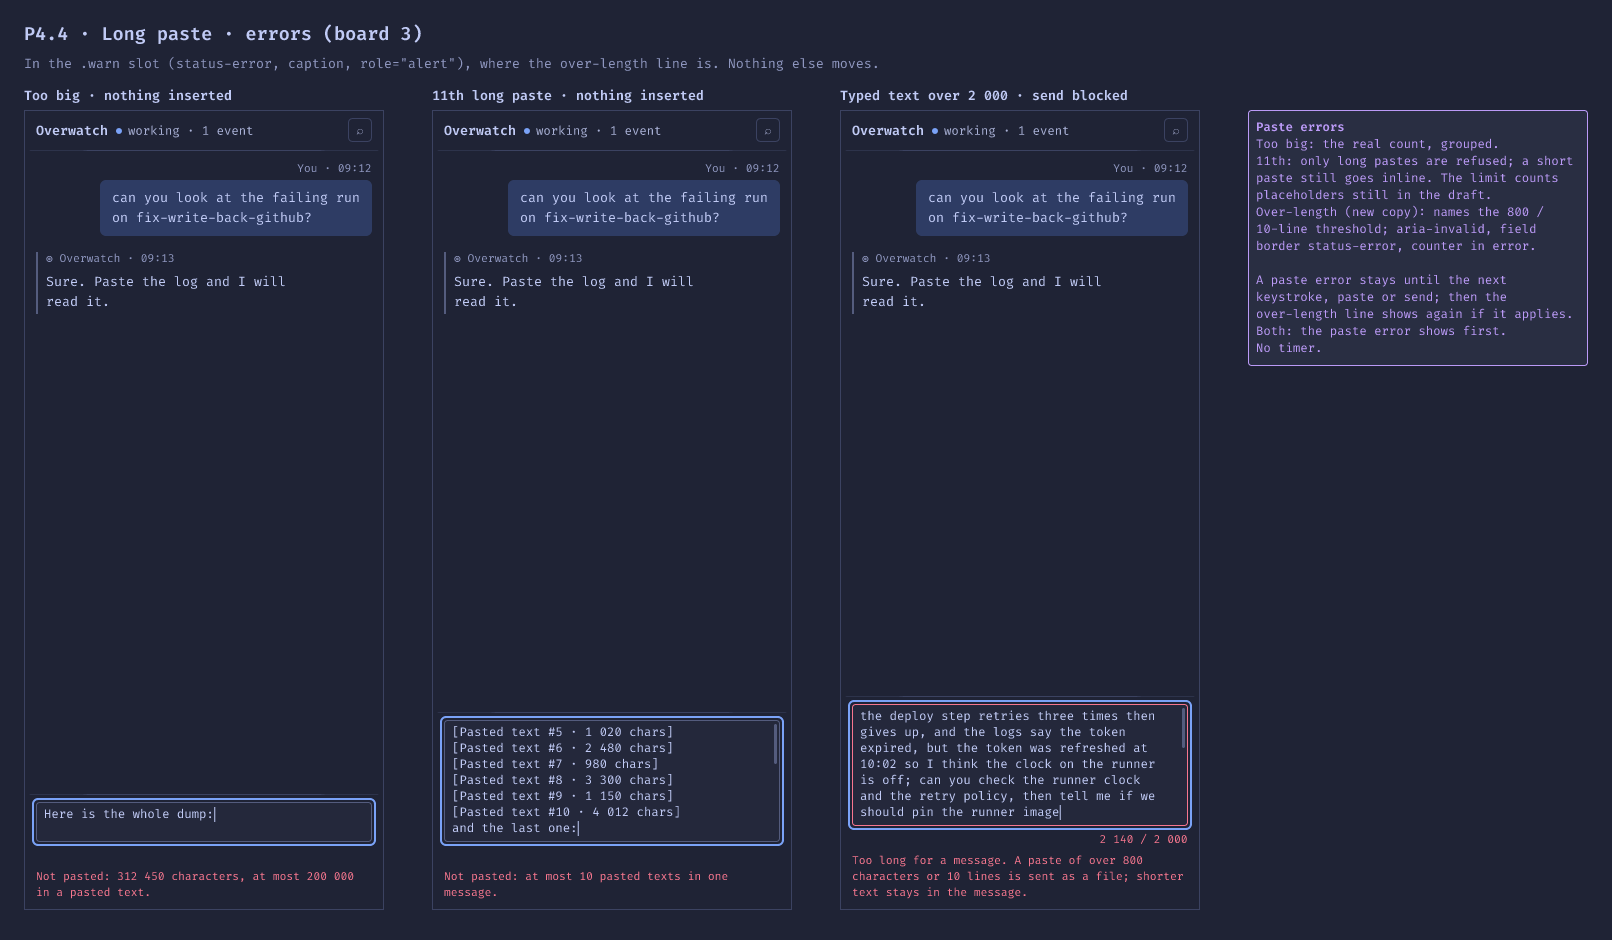 P4.4 · Long paste · errors (board 3)
In the .warn slot (status-error, caption, role="alert"), where the over-length line is. Nothing else moves.
Too big · nothing inserted
Overwatch ● working · 1 event
You · 09:12
can you look at the failing run
on fix-write-back-github?
Overwatch · 09:13
Sure. Paste the log and I will
read it.
Here is the whole dump:
Not pasted: 312 450 characters, at most 200 000
in a pasted text.
11th long paste · nothing inserted
Overwatch ● working · 1 event
You · 09:12
can you look at the failing run
on fix-write-back-github?
Overwatch · 09:13
Sure. Paste the log and I will
read it.
[Pasted text #5 · 1 020 chars]
[Pasted text #6 · 2 480 chars]
[Pasted text #7 · 980 chars]
[Pasted text #8 · 3 300 chars]
[Pasted text #9 · 1 150 chars]
[Pasted text #10 · 4 012 chars]
and the last one:
Not pasted: at most 10 pasted texts in one
message.
Typed text over 2 000 · send blocked
Overwatch ● working · 1 event
You · 09:12
can you look at the failing run
on fix-write-back-github?
Overwatch · 09:13
Sure. Paste the log and I will
read it.
the deploy step retries three times then
gives up, and the logs say the token
expired, but the token was refreshed at
10:02 so I think the clock on the runner
is off; can you check the runner clock
and the retry policy, then tell me if we
should pin the runner image
2 140 / 2 000
Too long for a message. A paste of over 800
characters or 10 lines is sent as a file; shorter
text stays in the message.
Paste errors
Too big: the real count, grouped.
11th: only long pastes are refused; a short
paste still goes inline. The limit counts
placeholders still in the draft.
Over-length (new copy): names the 800 /
10-line threshold; aria-invalid, field
border status-error, counter in error.
A paste error stays until the next
keystroke, paste or send; then the
over-length line shows again if it applies.
Both: the paste error shows first.
No timer.